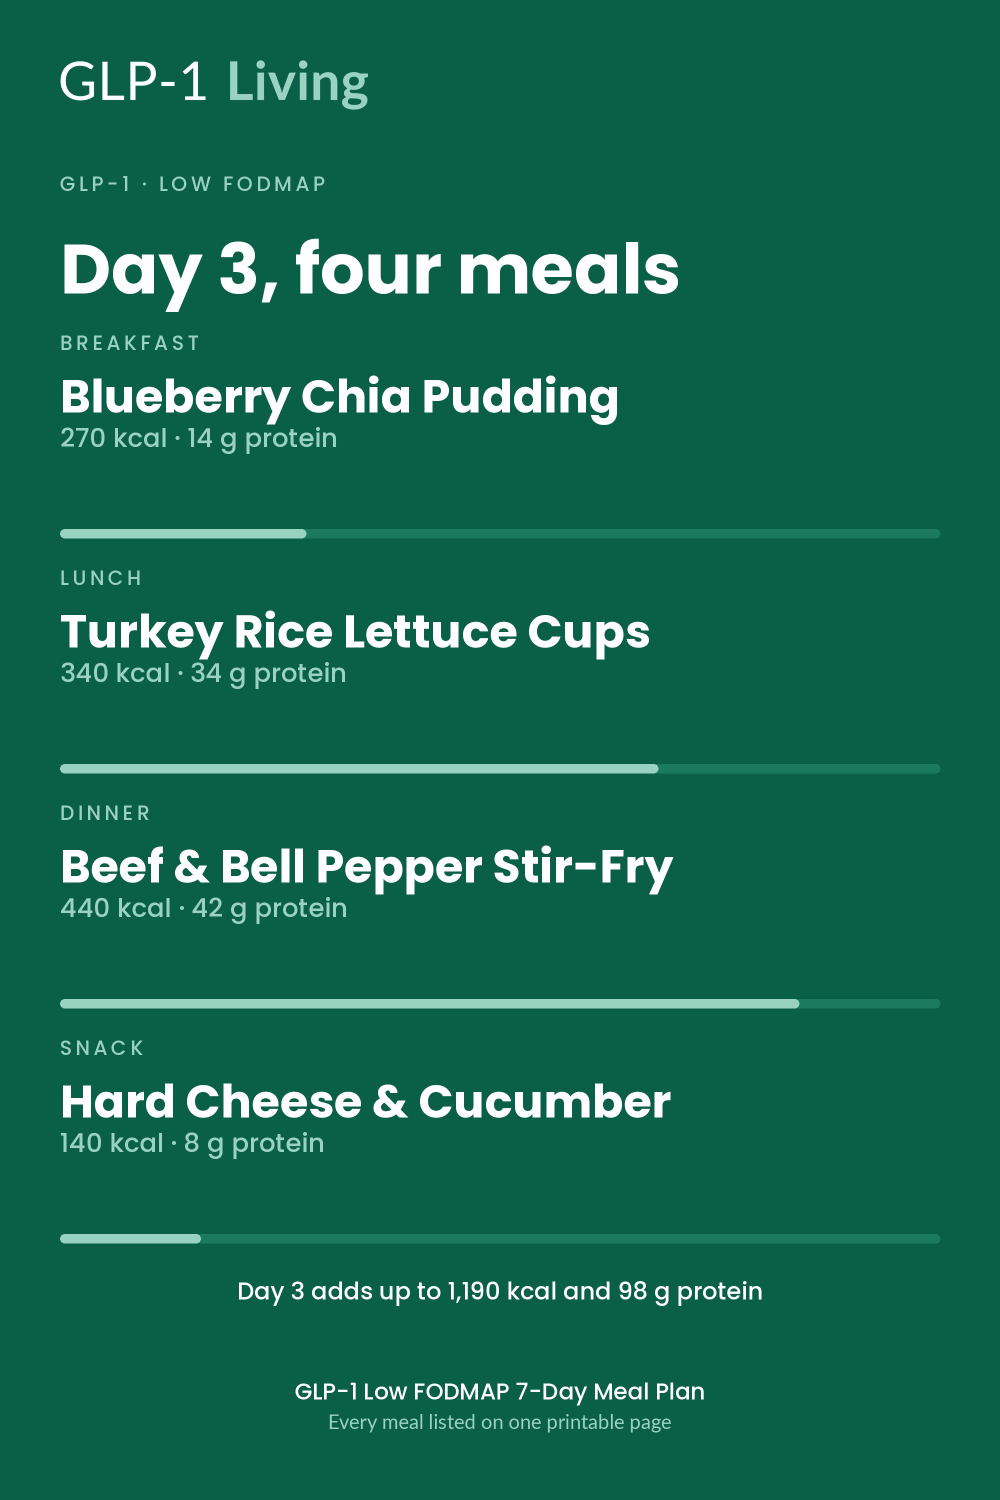 GLP-1 Living
GLP-1 · LOW FODMAP
Day 3, four meals
BREAKFAST
Blueberry Chia Pudding
270 kcal · 14 g protein
LUNCH
Turkey Rice Lettuce Cups
340 kcal · 34 g protein
DINNER
Beef & Bell Pepper Stir-Fry
440 kcal · 42 g protein
SNACK
Hard Cheese & Cucumber
140 kcal · 8 g protein
Day 3 adds up to 1,190 kcal and 98 g protein
GLP-1 Low FODMAP 7-Day Meal Plan
Every meal listed on one printable page